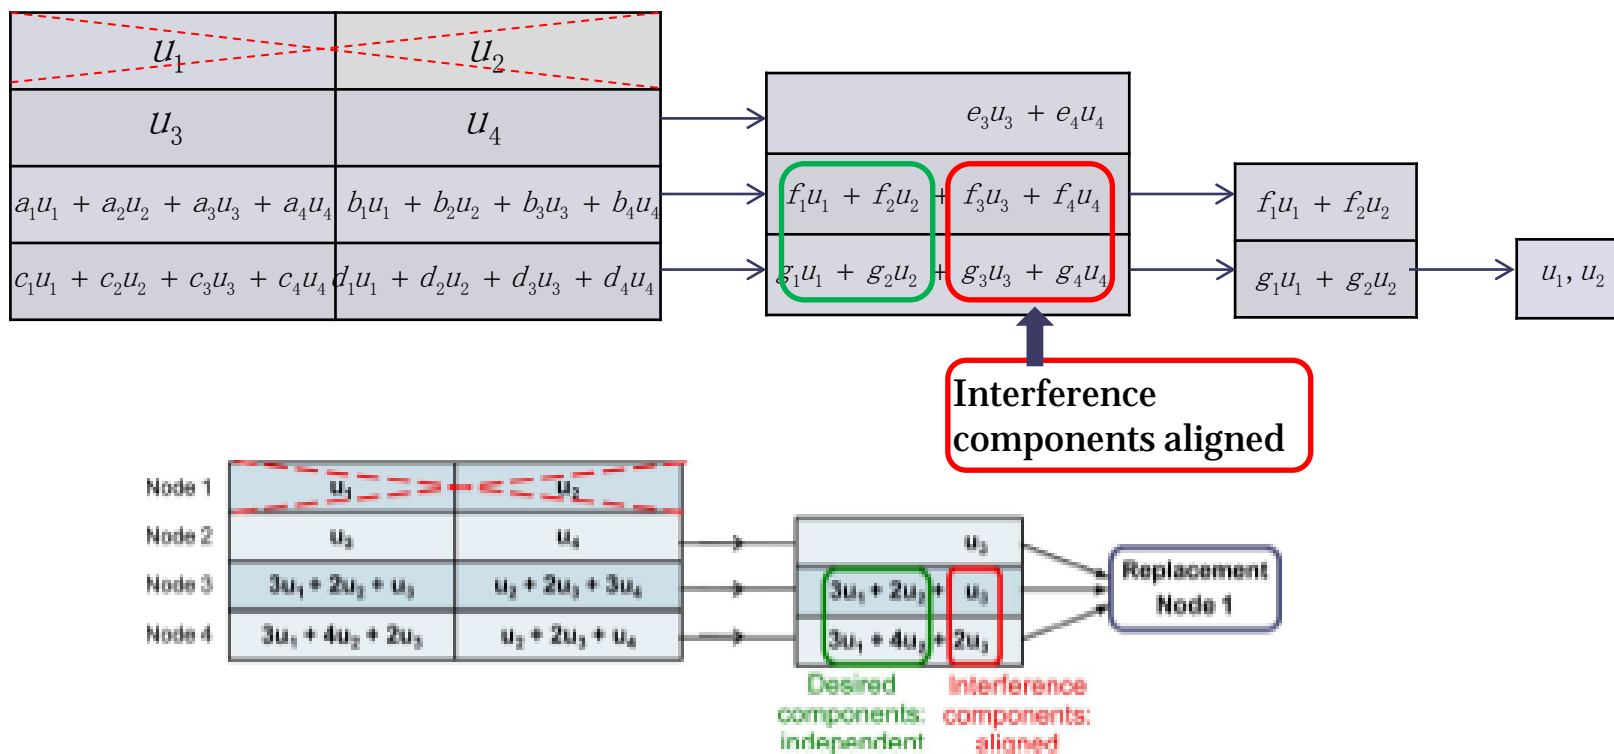 u₁ u₂
u₃ u₄ e₃u₃ + e₄u₄
a₁u₁ + a₂u₂ + a₃u₃ + a₄u₄ b₁u₁ + b₂u₂ + b₃u₃ + b₄u₄ f₁u₁ + f₂u₂ + f₃u₃ + f₄u₄ f₁u₁ + f₂u₂
c₁u₁ + c₂u₂ + c₃u₃ + c₄u₄ d₁u₁ + d₂u₂ + d₃u₃ + d₄u₄ g₁u₁ + g₂u₂ + g₃u₃ + g₄u₄ g₁u₁ + g₂u₂ u₁, u₂
Interference
components aligned
Node 1 u₁ u₂
Node 2 u₃ u₄ u₃
Node 3 3u₁ + 2u₂ + u₃ u₂ + 2u₃ + 3u₄ 3u₁ + 2u₂ + u₃
Node 4 3u₁ + 4u₂ + 2u₃ u₂ + 2u₃ + u₄ 3u₁ + 4u₂ + 2u₃
Replacement
Node 1
Desired
components:
independent
Interference
components:
aligned